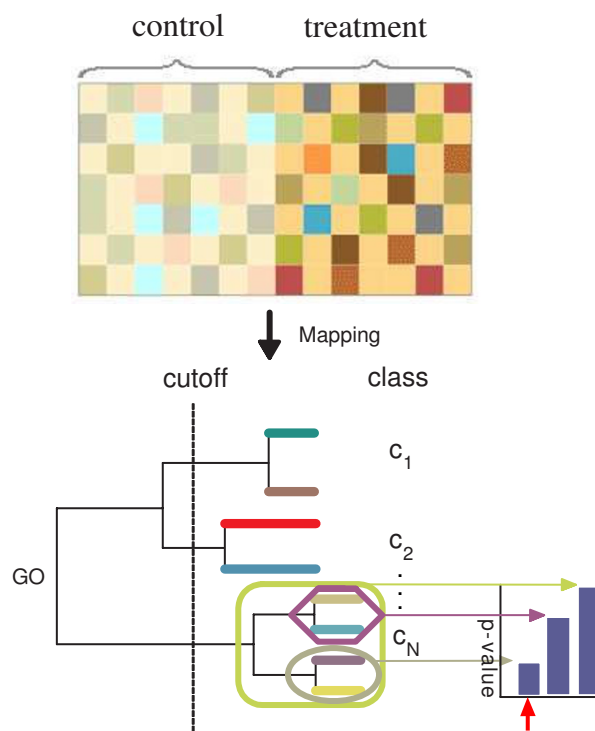 control treatment
Mapping
cutoff class
c1
GO
c2
cN
p-value